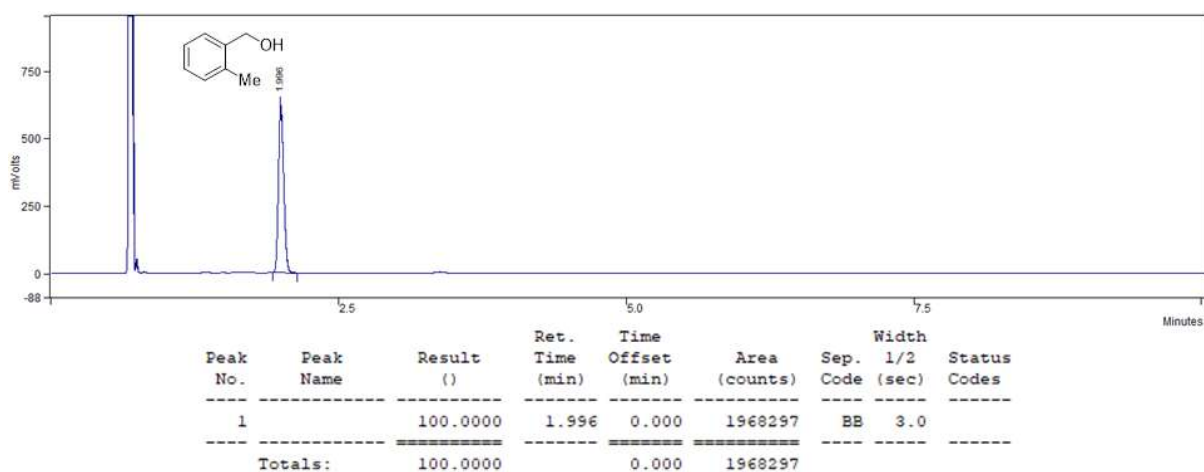 750
500
250
0
-88
mVolts
OH
Me
1.996
2.5
5.0
7.5
Minutes
Ret. Time Width
Peak Peak Result Time Offset Area Sep. 1/2 Status
No. Name () (min) (min) (counts) Code (sec) Codes
---- ------------ ---------- ------- ------- ---------- ---- ----- ------
1 100.0000 1.996 0.000 1968297 BB 3.0
---- ------------ ========== ------- ======= ========== ---- ----- ------
Totals: 100.0000 0.000 1968297